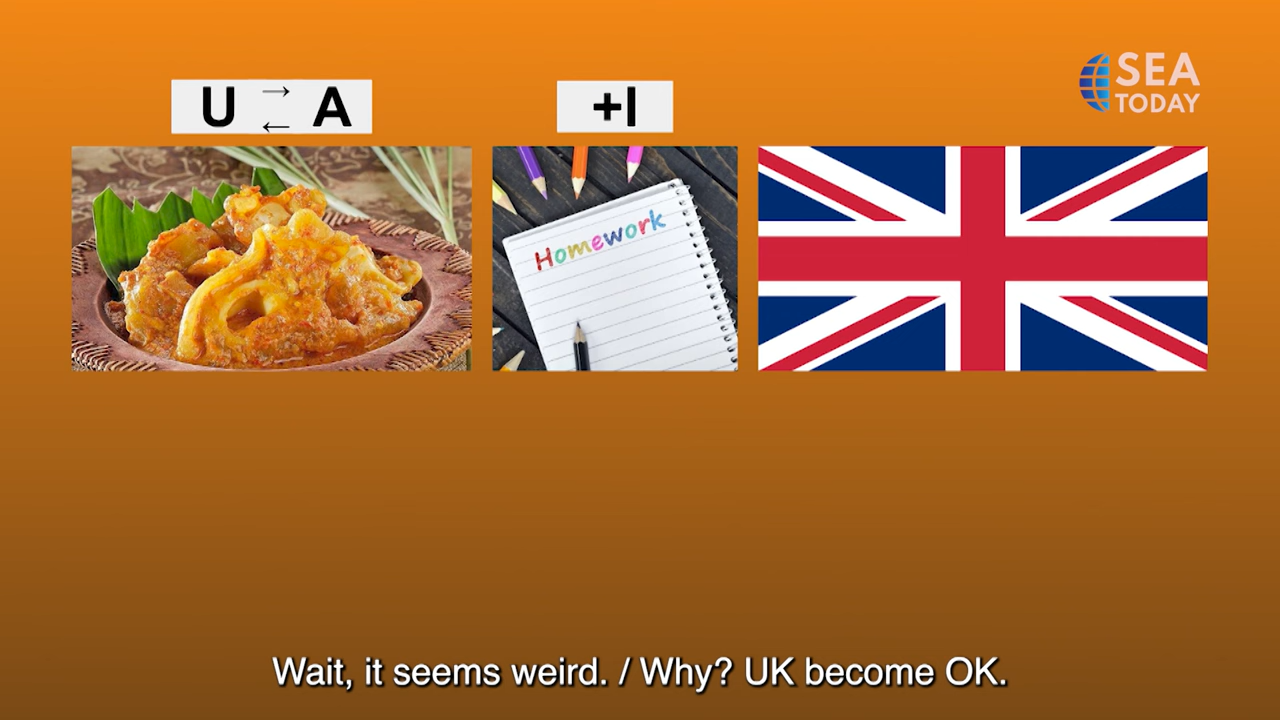 SEA
TODAY
U → ← A
+I
Homework
Wait, it seems weird. / Why? UK become OK.